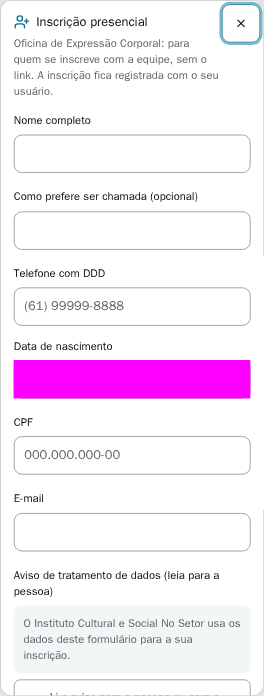 Inscrição presencial
Oficina de Expressão Corporal: para
quem se inscreve com a equipe, sem o
link. A inscrição fica registrada com o seu
usuário.
Nome completo
Como prefere ser chamada (opcional)
Telefone com DDD
(61) 99999-8888
Data de nascimento
CPF
000.000.000-00
E-mail
Aviso de tratamento de dados (leia para a
pessoa)
O Instituto Cultural e Social No Setor usa os
dados deste formulário para a sua
inscrição.